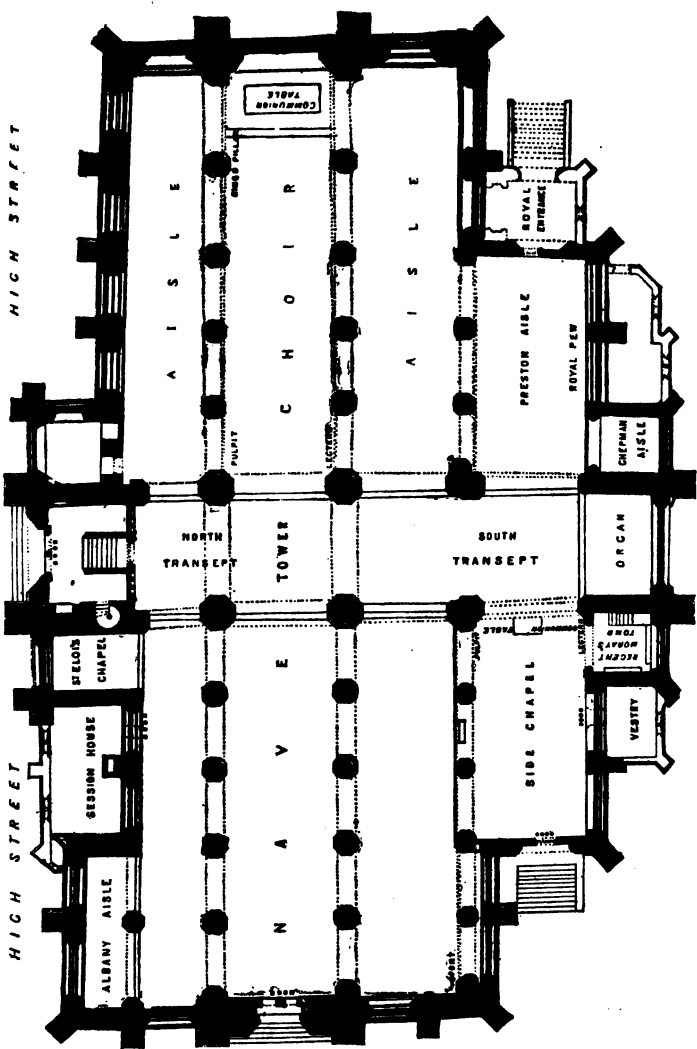 HIGH STREET
COMMUNION
TABLE
AISLE
CHOIR
AISLE
ROYAL
ENTRANCE
PRESTON AISLE
ROYAL PEW
PULPIT
LECTERN
CHEPMAN
AISLE
NORTH
TRANSEPT
TOWER
SOUTH
TRANSEPT
ORGAN
ST ELOI'S
CHAPEL
TABLE
REGENT
MORAY'S
TOMB
NAVE
SIDE CHAPEL
VESTRY
SESSION HOUSE
HIGH STREET
ALBANY AISLE